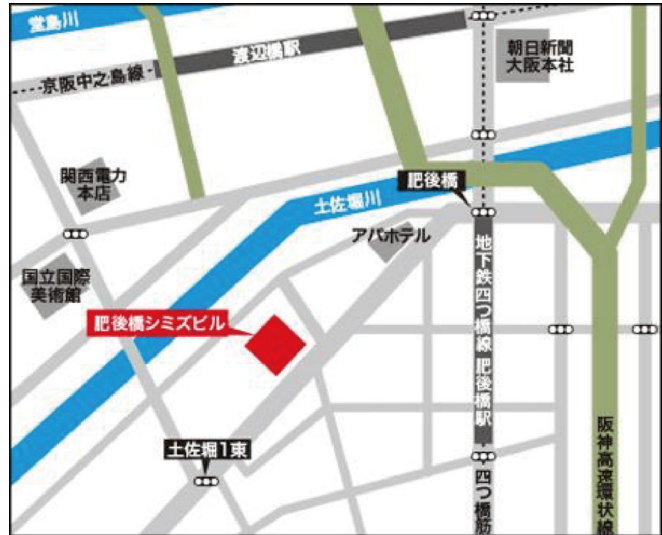 堂島川
渡辺橋駅
朝日新聞
大阪本社
京阪中之島線
関西電力
本店
肥後橋
土佐堀川
アパホテル
国立国際
美術館
肥後橋シミズビル
地下鉄四つ橋線 肥後橋駅
土佐堀1東
四つ橋筋
阪神高速環状線